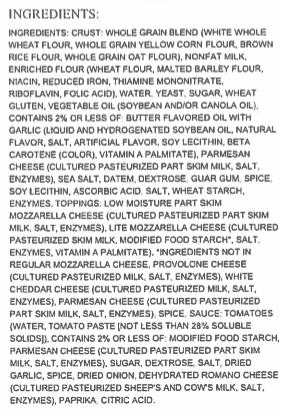 INGREDIENTS:
INGREDIENTS: CRUST: WHOLE GRAIN BLEND (WHITE WHOLE
WHEAT FLOUR, WHOLE GRAIN YELLOW CORN FLOUR, BROWN
RICE FLOUR, WHOLE GRAIN OAT FLOUR), NONFAT MILK,
ENRICHED FLOUR (WHEAT FLOUR, MALTED BARLEY FLOUR,
NIACIN, REDUCED IRON, THIAMINE MONONITRATE,
RIBOFLAVIN, FOLIC ACID), WATER, YEAST, SUGAR, WHEAT
GLUTEN, VEGETABLE OIL (SOYBEAN AND/OR CANOLA OIL),
CONTAINS 2% OR LESS OF: BUTTER FLAVORED OIL WITH
GARLIC (LIQUID AND HYDROGENATED SOYBEAN OIL, NATURAL
FLAVOR, SALT, ARTIFICIAL FLAVOR, SOY LECITHIN, BETA
CAROTENE (COLOR), VITAMIN A PALMITATE), PARMESAN
CHEESE (CULTURED PASTEURIZED PART SKIM MILK, SALT,
ENZYMES), SEA SALT, DATEM, DEXTROSE, GUAR GUM, SPICE,
SOY LECITHIN, ASCORBIC ACID, SALT, WHEAT STARCH,
ENZYMES. TOPPINGS: LOW MOISTURE PART SKIM
MOZZARELLA CHEESE (CULTURED PASTEURIZED PART SKIM
MILK, SALT, ENZYMES), LITE MOZZARELLA CHEESE (CULTURED
PASTEURIZED SKIM MILK, MODIFIED FOOD STARCH*, SALT,
ENZYMES, VITAMIN A PALMITATE), *INGREDIENTS NOT IN
REGULAR MOZZARELLA CHEESE, PROVOLONE CHEESE
(CULTURED PASTEURIZED MILK, SALT, ENZYMES), WHITE
CHEDDAR CHEESE (CULTURED PASTEURIZED MILK, SALT,
ENZYMES), PARMESAN CHEESE (CULTURED PASTEURIZED
PART SKIM MILK, SALT, ENZYMES), SPICE. SAUCE: TOMATOES
(WATER, TOMATO PASTE [NOT LESS THAN 28% SOLUBLE
SOLIDS]), CONTAINS 2% OR LESS OF: MODIFIED FOOD STARCH,
PARMESAN CHEESE (CULTURED PASTEURIZED PART SKIM
MILK, SALT, ENZYMES), SUGAR, DEXTROSE, SALT, DRIED
GARLIC, SPICE, DRIED ONION, DEHYDRATED ROMANO CHEESE
(CULTURED PASTEURIZED SHEEP'S AND COW'S MILK, SALT,
ENZYMES), PAPRIKA, CITRIC ACID.